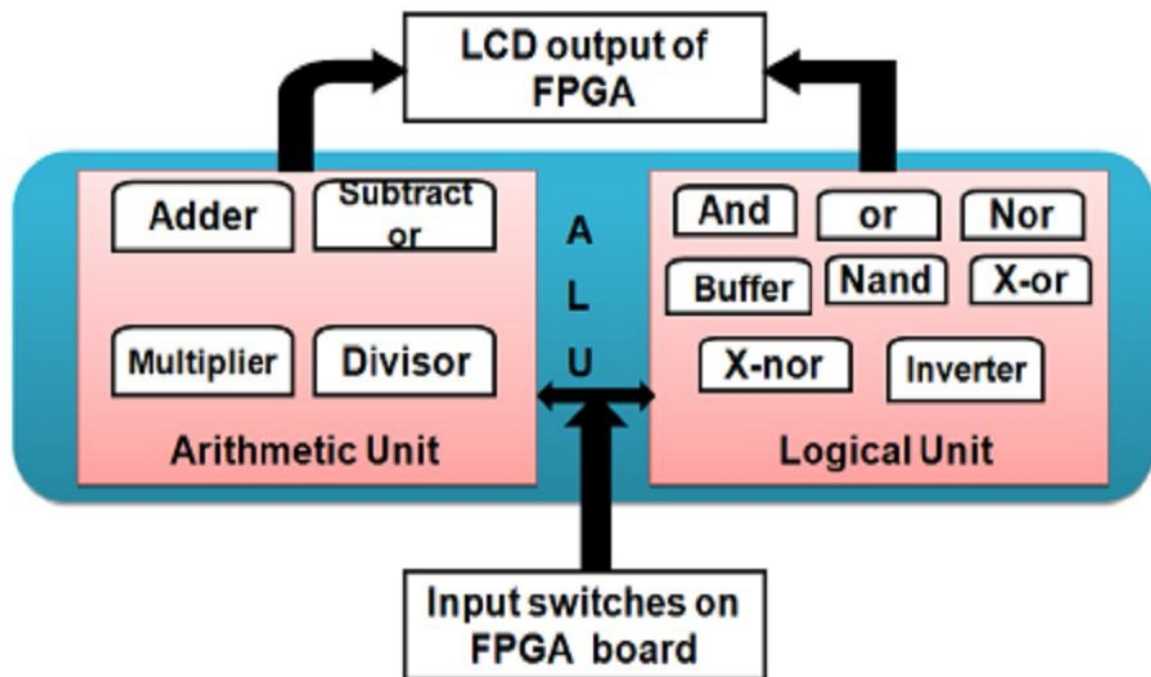 LCD output of
FPGA
Adder
Subtract
or
Multiplier
Divisor
Arithmetic Unit
A
L
U
And
or
Nor
Buffer
Nand
X-or
X-nor
Inverter
Logical Unit
Input switches on
FPGA board